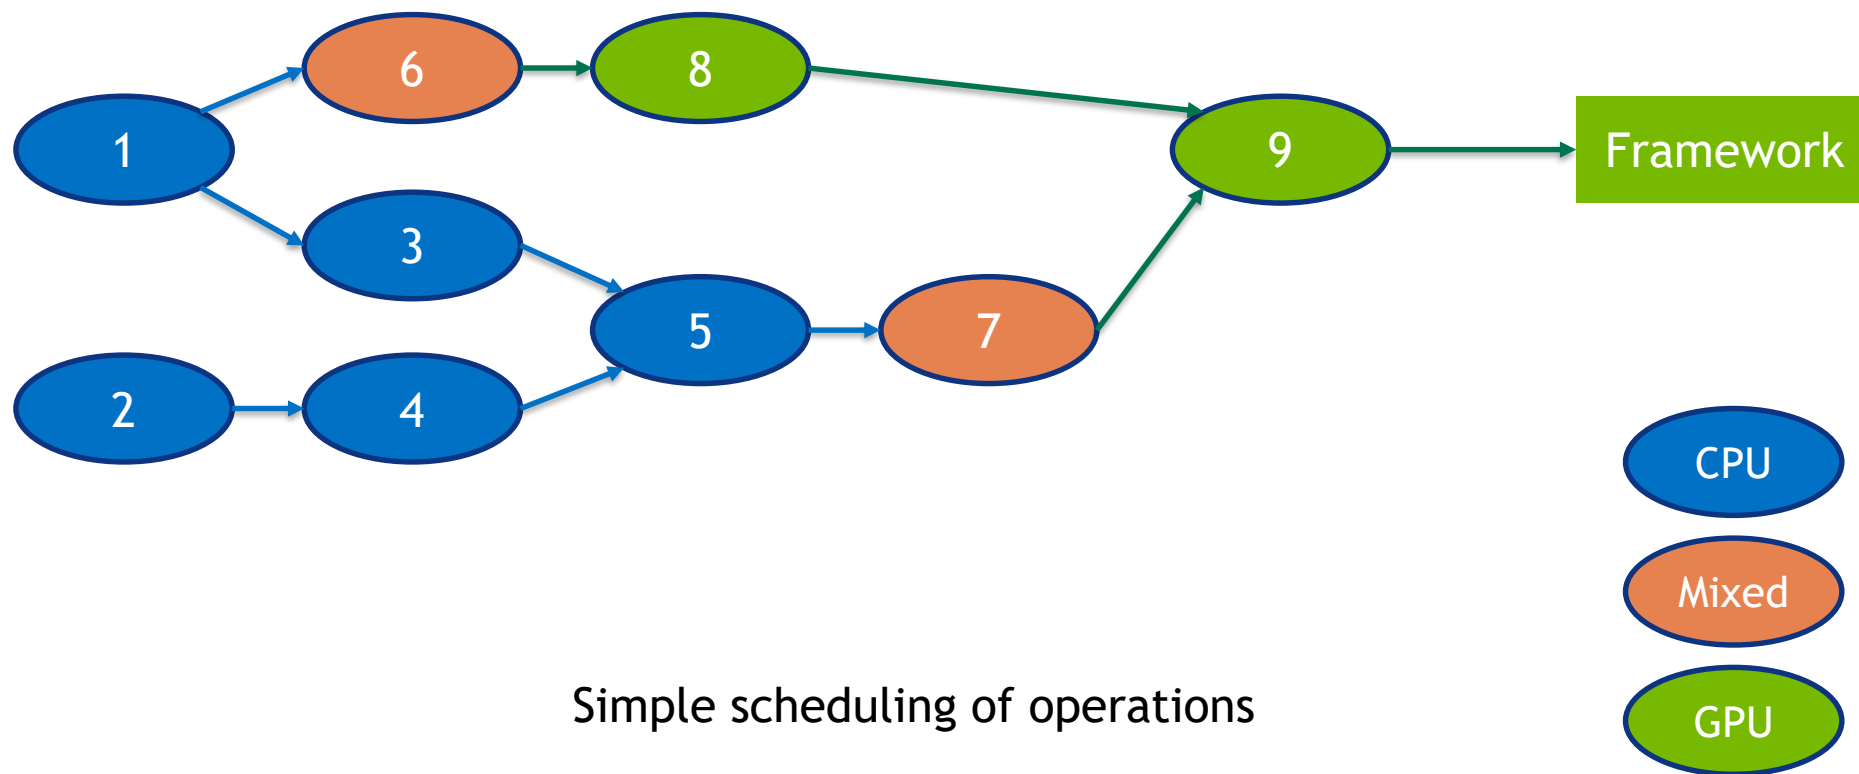 6
8
1
9
Framework
3
5
7
2
4
CPU
Mixed
Simple scheduling of operations
GPU